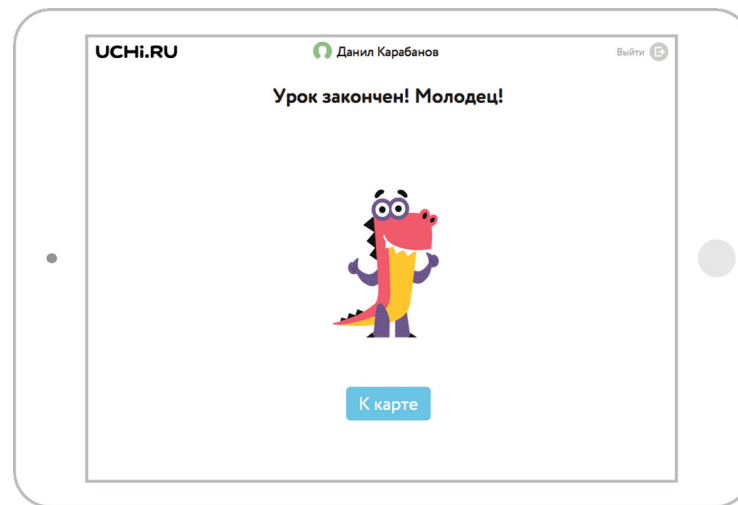 UCHi.RU
Данил Карабанов
Выйти
Урок закончен! Молодец!
К карте